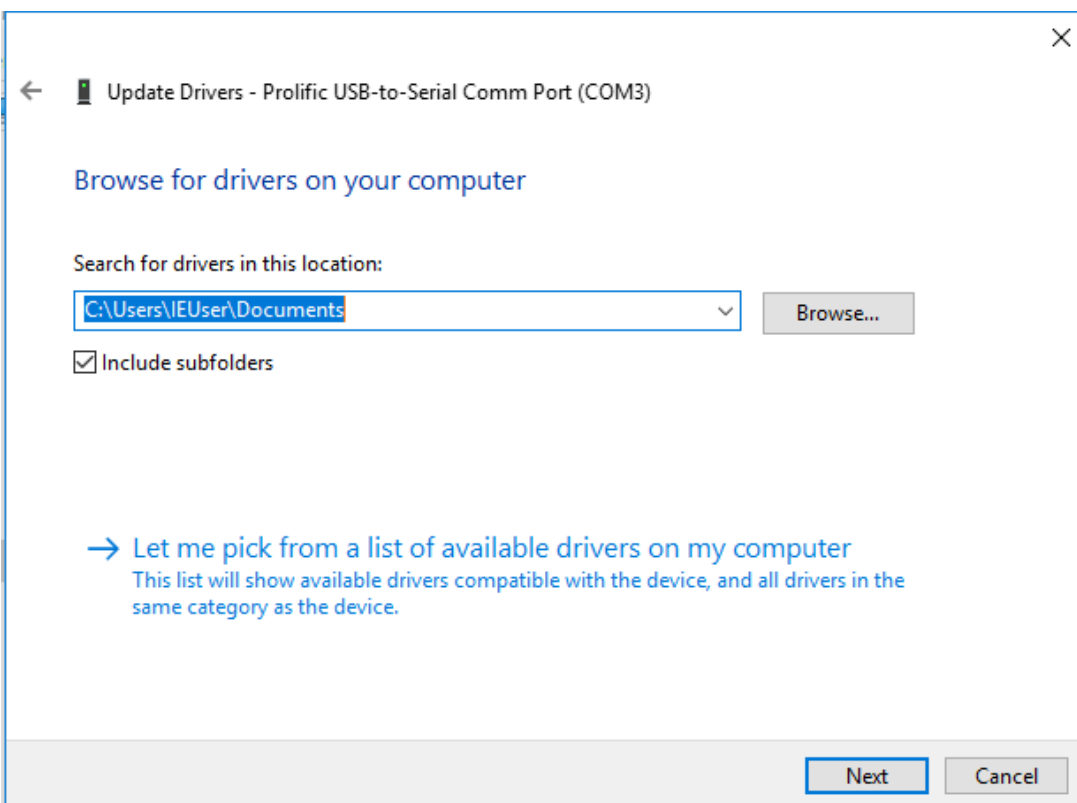 Update Drivers - Prolific USB-to-Serial Comm Port (COM3)
Browse for drivers on your computer
Search for drivers in this location:
C:\Users\IEUser\Documents
Browse...
Include subfolders
Let me pick from a list of available drivers on my computer
This list will show available drivers compatible with the device, and all drivers in the
same category as the device.
Next
Cancel